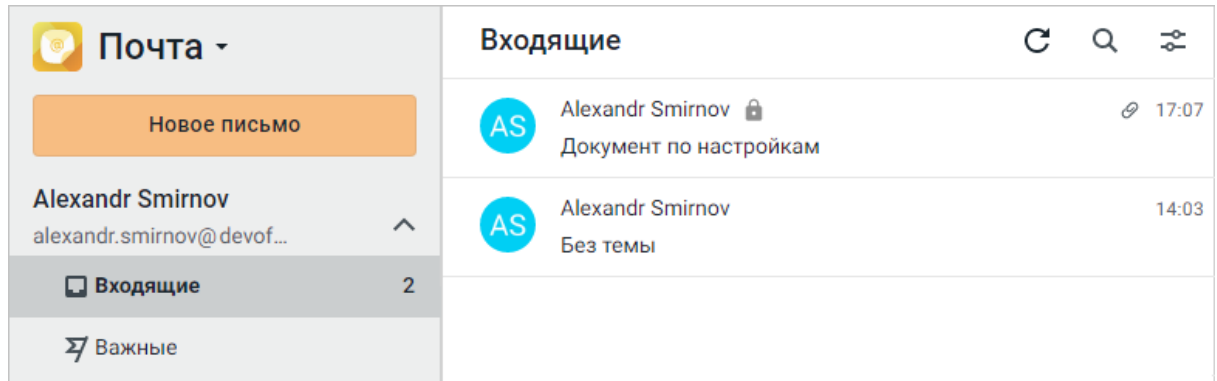 Почта
Новое письмо
Alexandr Smirnov
alexandr.smirnov@devof...
Входящие 2
Важные
Входящие
AS Alexandr Smirnov 17:07
Документ по настройкам
AS Alexandr Smirnov 14:03
Без темы